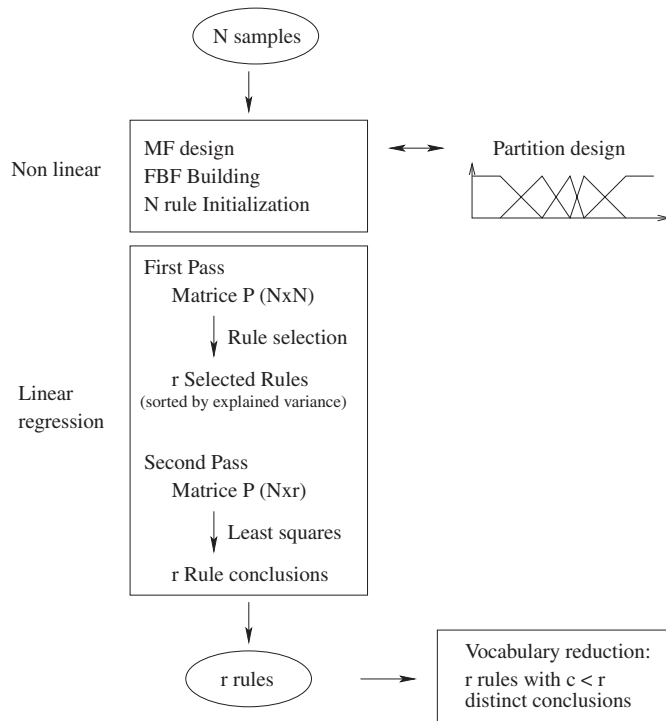 N samples
Non linear
MF design
FBF Building
N rule Initialization
Partition design
First Pass
Matrice P (NxN)
Rule selection
r Selected Rules
(sorted by explained variance)
Linear
regression
Second Pass
Matrice P (Nxr)
Least squares
r Rule conclusions
r rules
Vocabulary reduction:
r rules with c < r
distinct conclusions